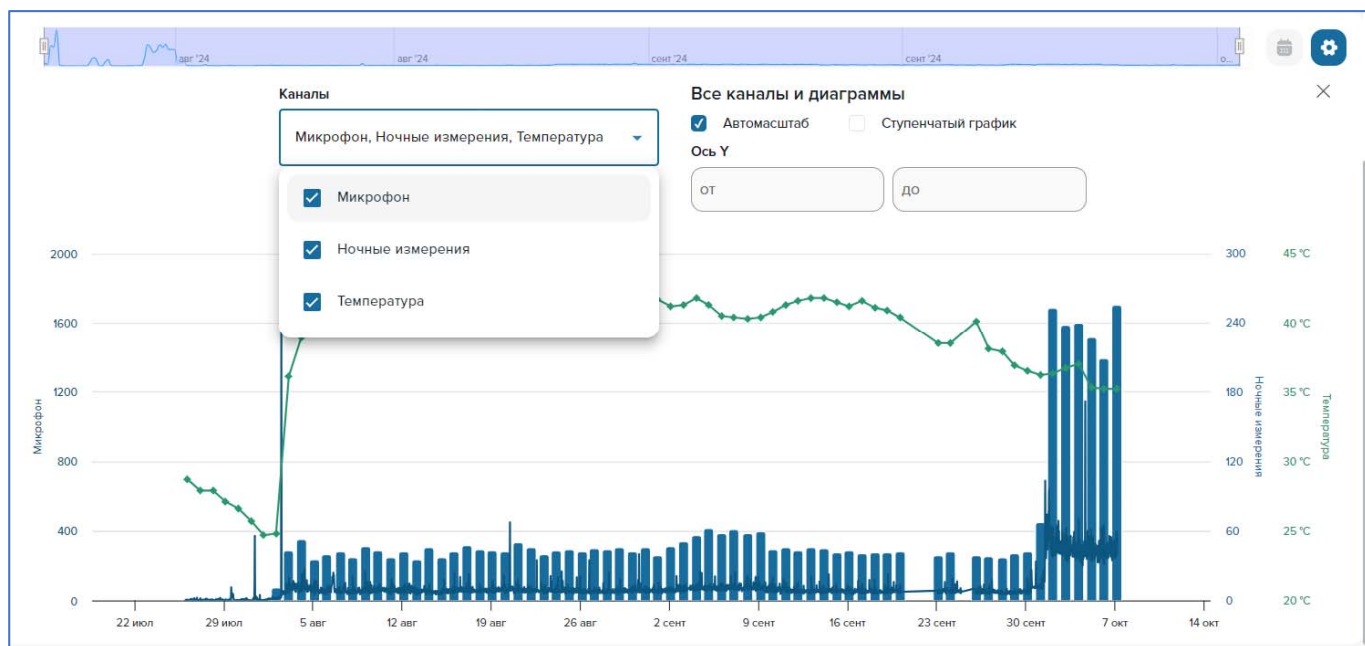 авг '24
авг '24
сент '24
сент '24
о...
Каналы
Микрофон, Ночные измерения, Температура
Микрофон
Ночные измерения
Температура
Все каналы и диаграммы
Автомасштаб
Ступенчатый график
Ось Y
от
до
2000
1600
1200
800
400
0
Микрофон
300
240
180
120
60
0
Ночные измерения
45 °C
40 °C
35 °C
30 °C
25 °C
20 °C
Температура
22 июл
29 июл
5 авг
12 авг
19 авг
26 авг
2 сент
9 сент
16 сент
23 сент
30 сент
7 окт
14 окт